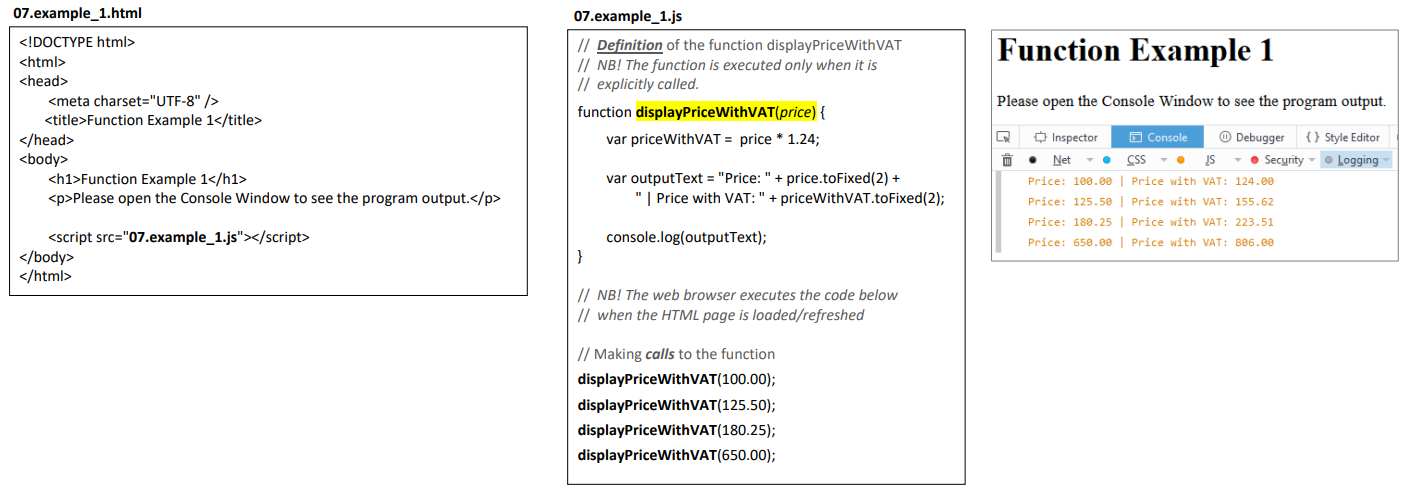 07.example_1.html
<!DOCTYPE html>
<html>
<head>
<meta charset="UTF-8" />
<title>Function Example 1</title>
</head>
<body>
<h1>Function Example 1</h1>
<p>Please open the Console Window to see the program output.</p>
<script src="07.example_1.js"></script>
</body>
</html>
07.example_1.js
// Definition of the function displayPriceWithVAT
// NB! The function is executed only when it is
// explicitly called.
function displayPriceWithVAT(price) {
var priceWithVAT = price * 1.24;
var outputText = "Price: " + price.toFixed(2) +
" | Price with VAT: " + priceWithVAT.toFixed(2);
console.log(outputText);
}
// NB! The web browser executes the code below
// when the HTML page is loaded/refreshed
// Making calls to the function
displayPriceWithVAT(100.00);
displayPriceWithVAT(125.50);
displayPriceWithVAT(180.25);
displayPriceWithVAT(650.00);
Function Example 1
Please open the Console Window to see the program output.
Inspector Console Debugger { } Style Editor
Net CSS JS Security Logging
Price: 100.00 | Price with VAT: 124.00
Price: 125.50 | Price with VAT: 155.62
Price: 180.25 | Price with VAT: 223.51
Price: 650.00 | Price with VAT: 806.00